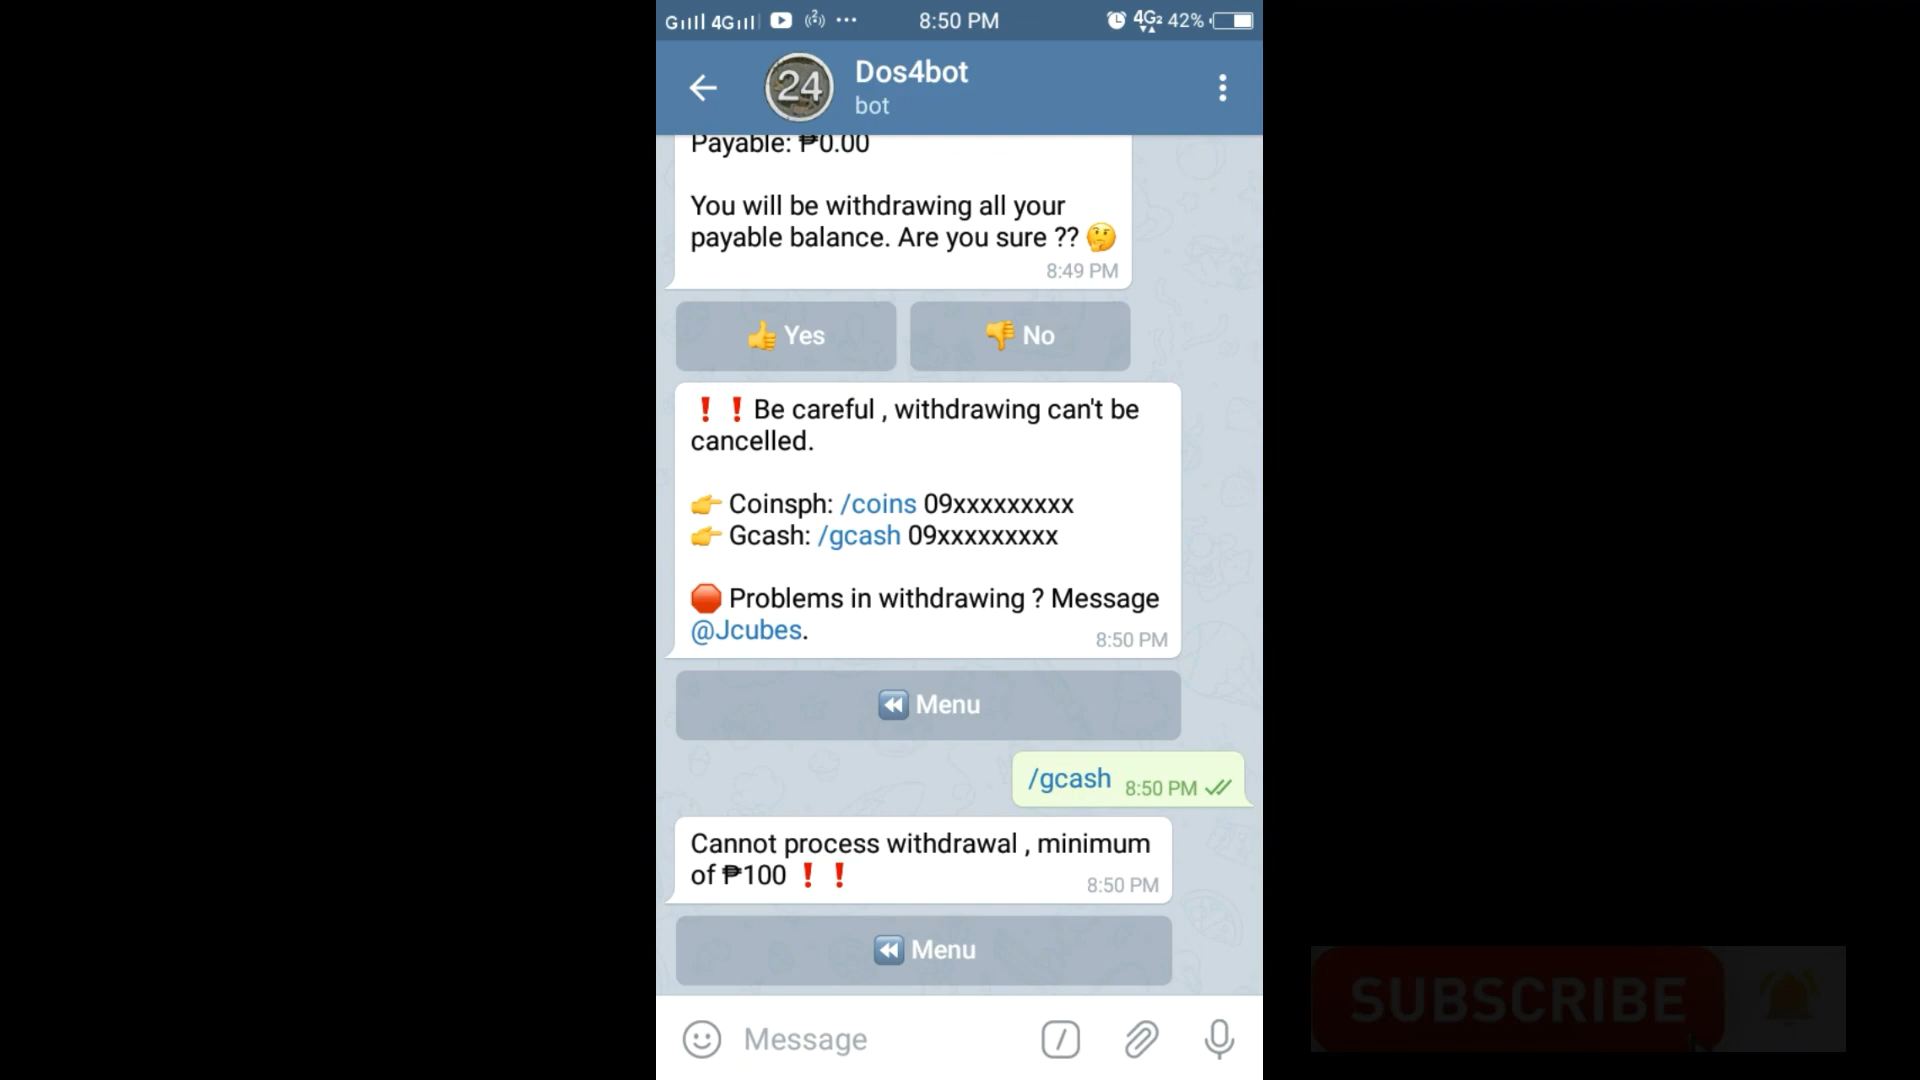 4G 8:50 PM 4G2 42%
24
Dos4bot
bot
Payable: ₱0.00
You will be withdrawing all your
payable balance. Are you sure ?? 🤔
8:49 PM
👍 Yes
👎 No
❗❗Be careful , withdrawing can't be
cancelled.
👉 Coinsph: /coins 09xxxxxxxxx
👉 Gcash: /gcash 09xxxxxxxxx
🛑 Problems in withdrawing ? Message
@Jcubes.
8:50 PM
⏪ Menu
/gcash 8:50 PM
Cannot process withdrawal , minimum
of ₱100 ❗❗
8:50 PM
⏪ Menu
Message
SUBSCRIBE